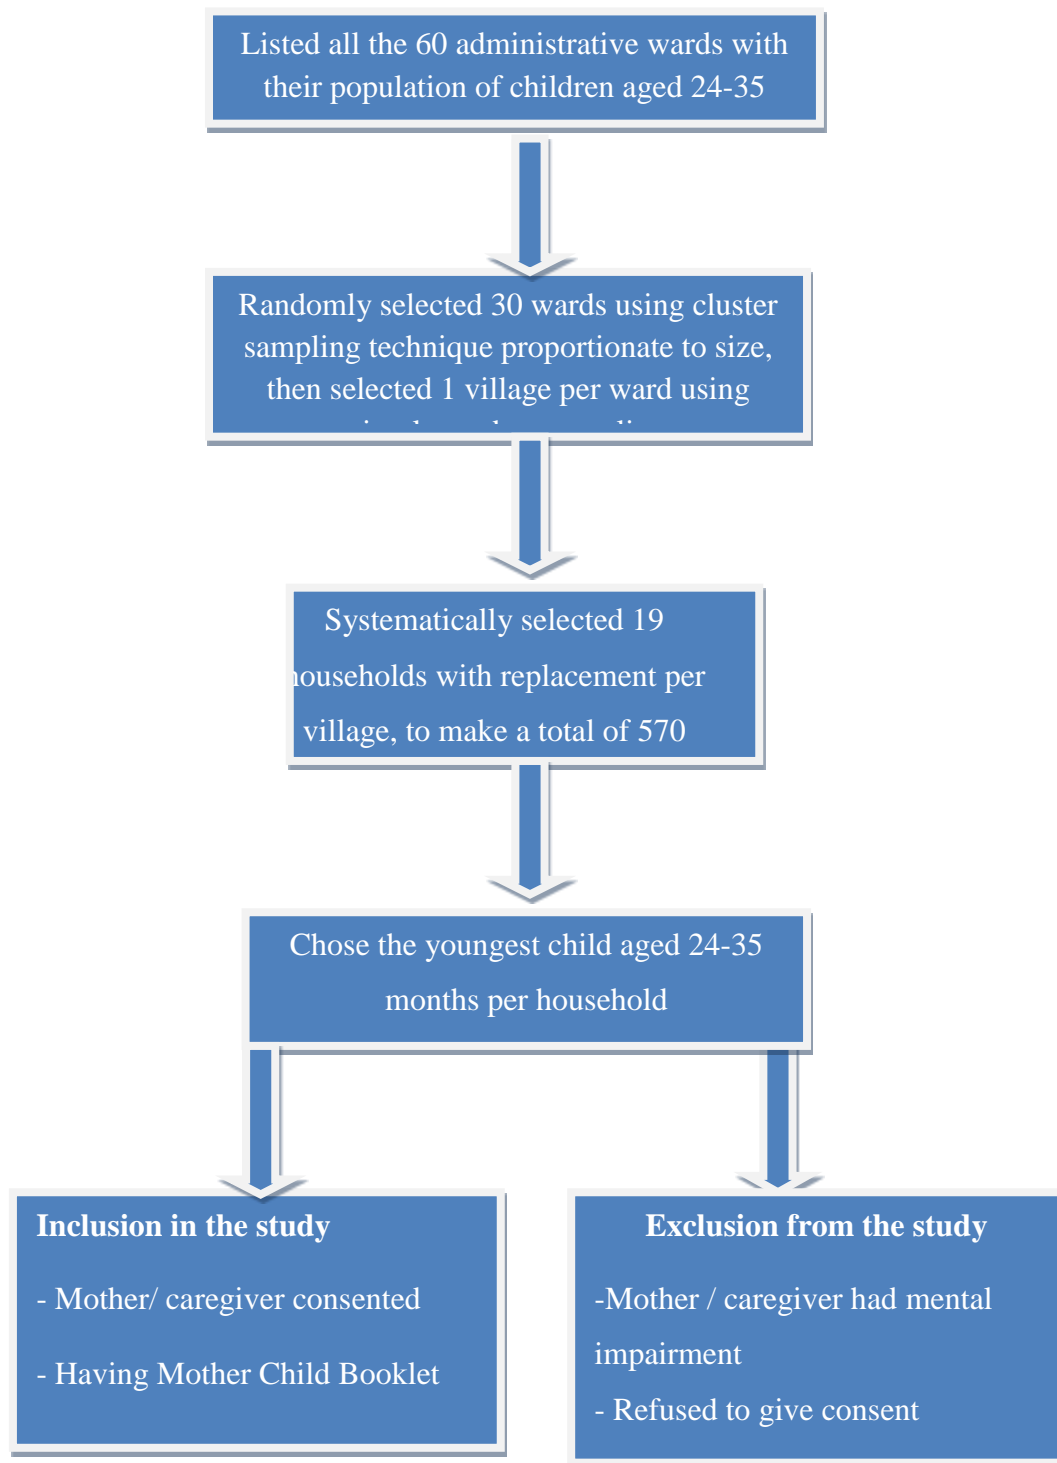 Listed all the 60 administrative wards with
their population of children aged 24-35
Randomly selected 30 wards using cluster
sampling technique proportionate to size,
then selected 1 village per ward using
Systematically selected 19
households with replacement per
village, to make a total of 570
Chose the youngest child aged 24-35
months per household
Inclusion in the study
- Mother/ caregiver consented
- Having Mother Child Booklet
Exclusion from the study
-Mother / caregiver had mental
impairment
- Refused to give consent